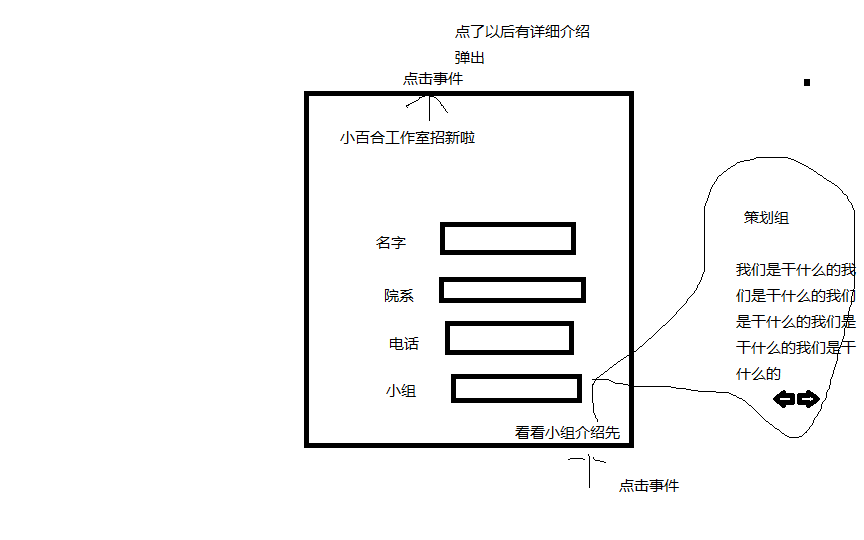 点了以后有详细介绍
弹出
点击事件
小百合工作室招新啦
名字
院系
电话
小组
看看小组介绍先
点击事件
策划组
我们是干什么的我
们是干什么的我们
是干什么的我们是
干什么的我们是干
什么的